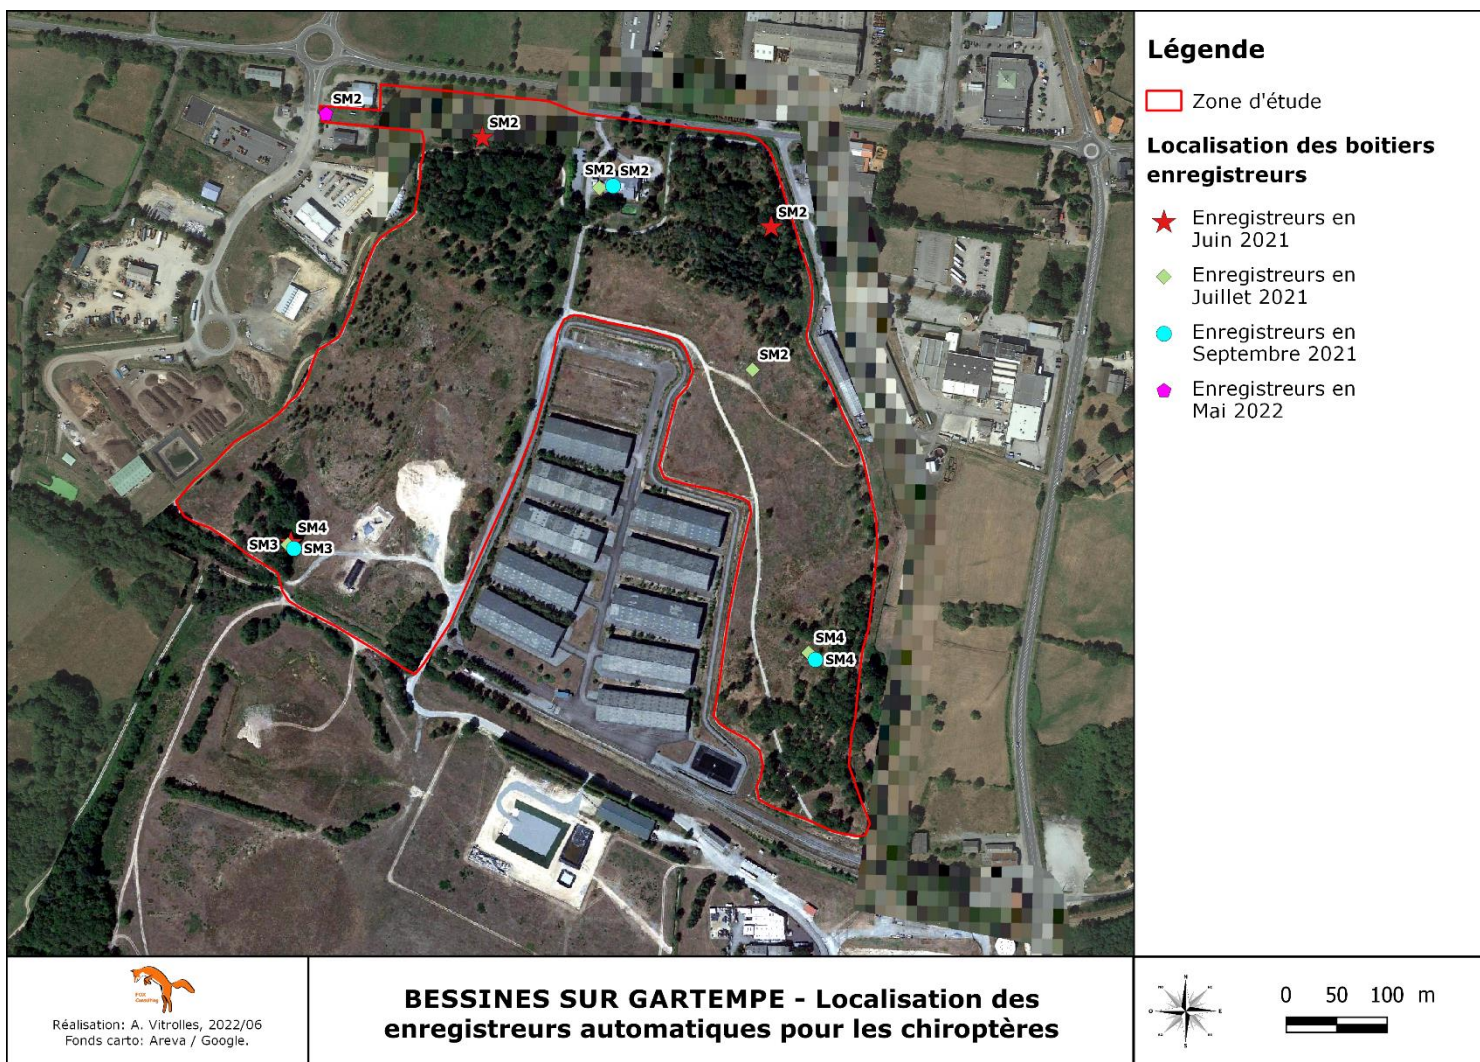 SM2
SM2
SM2 SM2
SM2
SM2
SM4
SM3 SM3
SM4
SM4
Légende
Zone d'étude
Localisation des boitiers
enregistreurs
Enregistreurs en
Juin 2021
Enregistreurs en
Juillet 2021
Enregistreurs en
Septembre 2021
Enregistreurs en
Mai 2022
Réalisation: A. Vitrolles, 2022/06
Fonds carto: Areva / Google.
BESSINES SUR GARTEMPE - Localisation des
enregistreurs automatiques pour les chiroptères
0 50 100 m